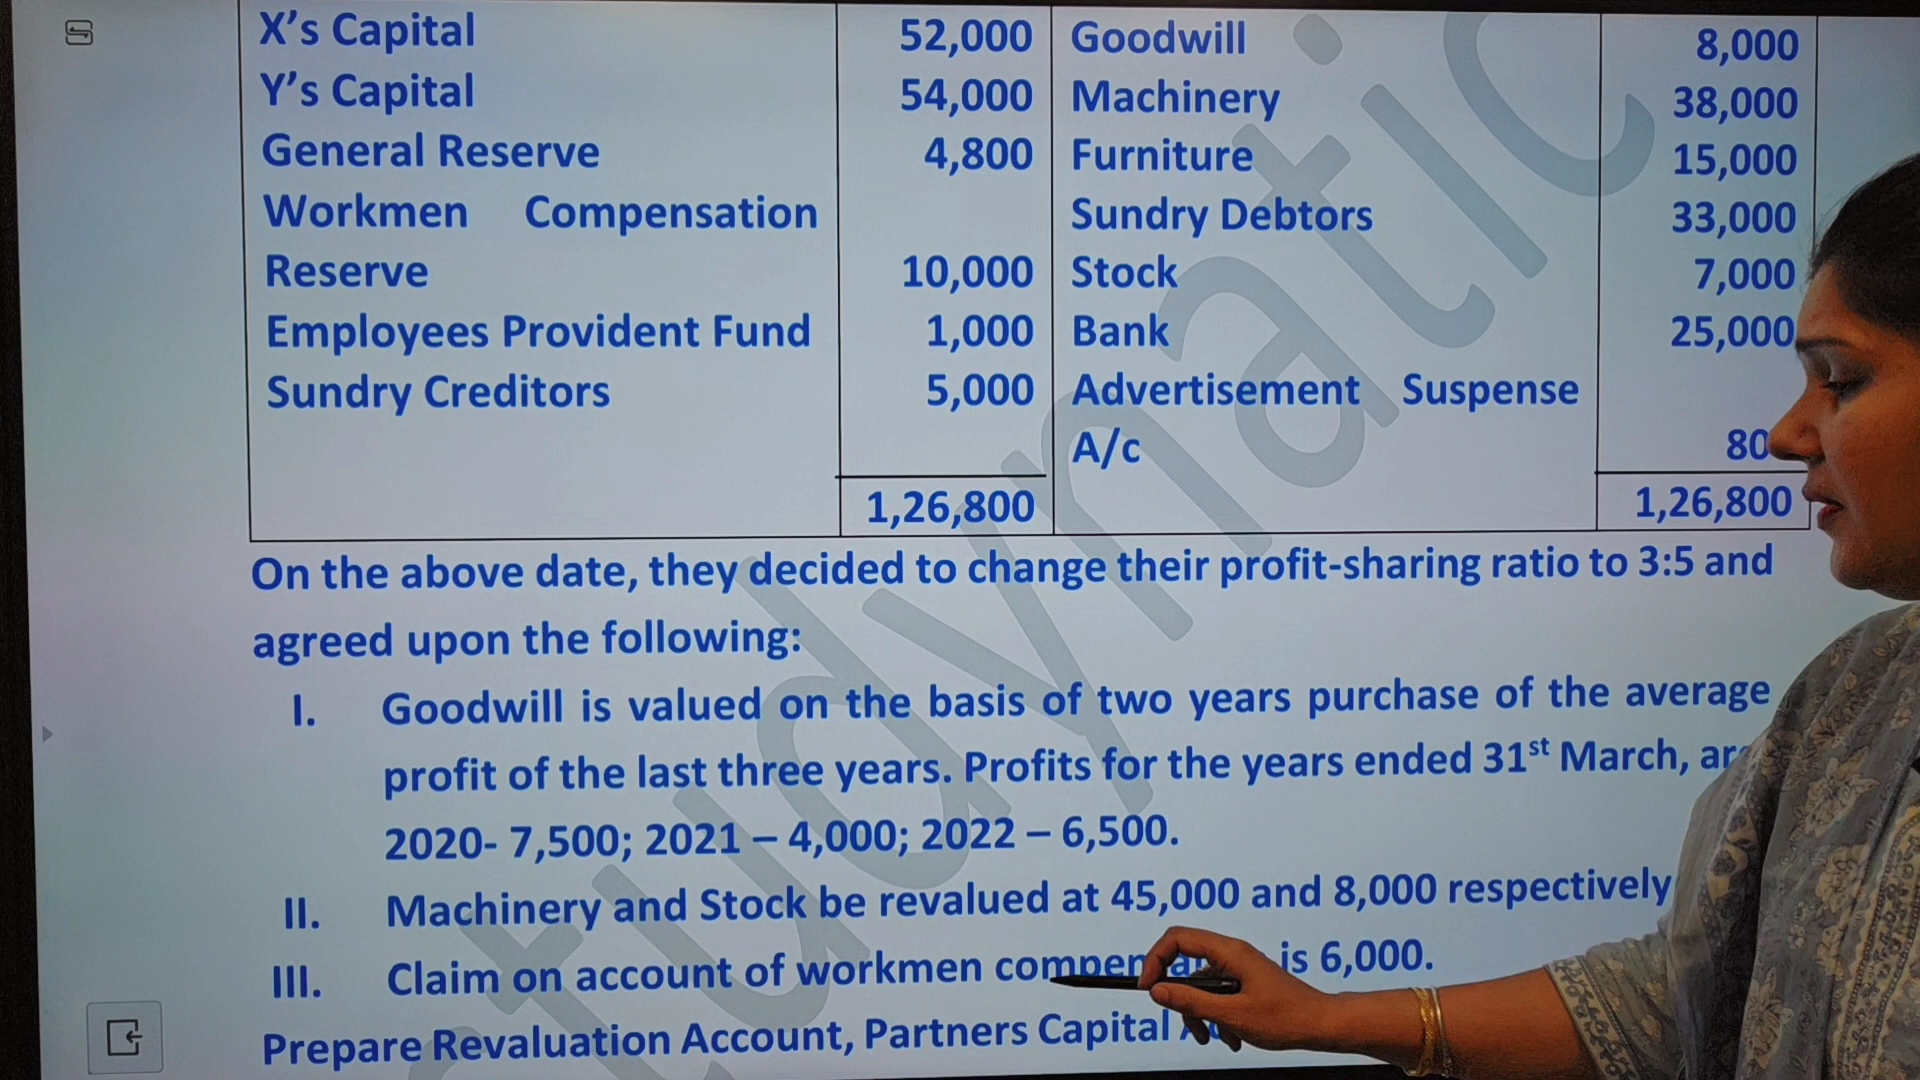 X’s Capital 52,000 Goodwill 8,000
Y’s Capital 54,000 Machinery 38,000
General Reserve 4,800 Furniture 15,000
Workmen Compensation Sundry Debtors 33,000
Reserve 10,000 Stock 7,000
Employees Provident Fund 1,000 Bank 25,000
Sundry Creditors 5,000 Advertisement Suspense
A/c 80
1,26,800 1,26,800
On the above date, they decided to change their profit-sharing ratio to 3:5 and
agreed upon the following:
I. Goodwill is valued on the basis of two years purchase of the average
profit of the last three years. Profits for the years ended 31st March, are
2020- 7,500; 2021 – 4,000; 2022 – 6,500.
II. Machinery and Stock be revalued at 45,000 and 8,000 respectively
III. Claim on account of workmen is 6,000.
Prepare Revaluation Account, Partners Capital
studynatic